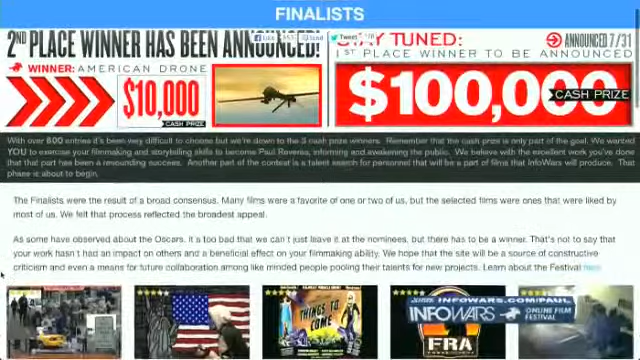 FINALISTS
2ND PLACE WINNER HAS BEEN ANNOUNCED!
WINNER: AMERICAN DRONE
$10,000
CASH PRIZE
Like
Send
Tweet
STAY TUNED:
ANNOUNCED 7/31
1ST PLACE WINNER TO BE ANNOUNCED
$100,000
CASH PRIZE
With over 800 entries it's been very difficult to choose but we're down to the 3 cash prize winners. Remember that the cash prize is only part of the goal. We wanted
YOU to exercise your filmmaking and storytelling skills to become Paul Reveres, informing and awakening the public. We believe with the excellent work you've done
that that part has been a resounding success. Another part of the contest is a talent search for personnel that will be a part of films that InfoWars will produce. That
phase is about to begin.
The Finalists were the result of a broad consensus. Many films were a favorite of one or two of us, but the selected films were ones that were liked by
most of us. We felt that process reflected the broadest appeal.
As some have observed about the Oscars, it is too bad that we can't just leave it at the nominees, but there has to be a winner. That's not to say that
your work hasn't had an impact on others and a beneficial effect on your filmmaking ability. We hope that the site will be a source of constructive
criticism and even a means for future collaboration among like minded people pooling their talents for new projects. Learn about the Festival here
THINGS TO
COME
FRA
INFOWARS.COM/PAUL
INFOWARS
ONLINE FILM
FESTIVAL